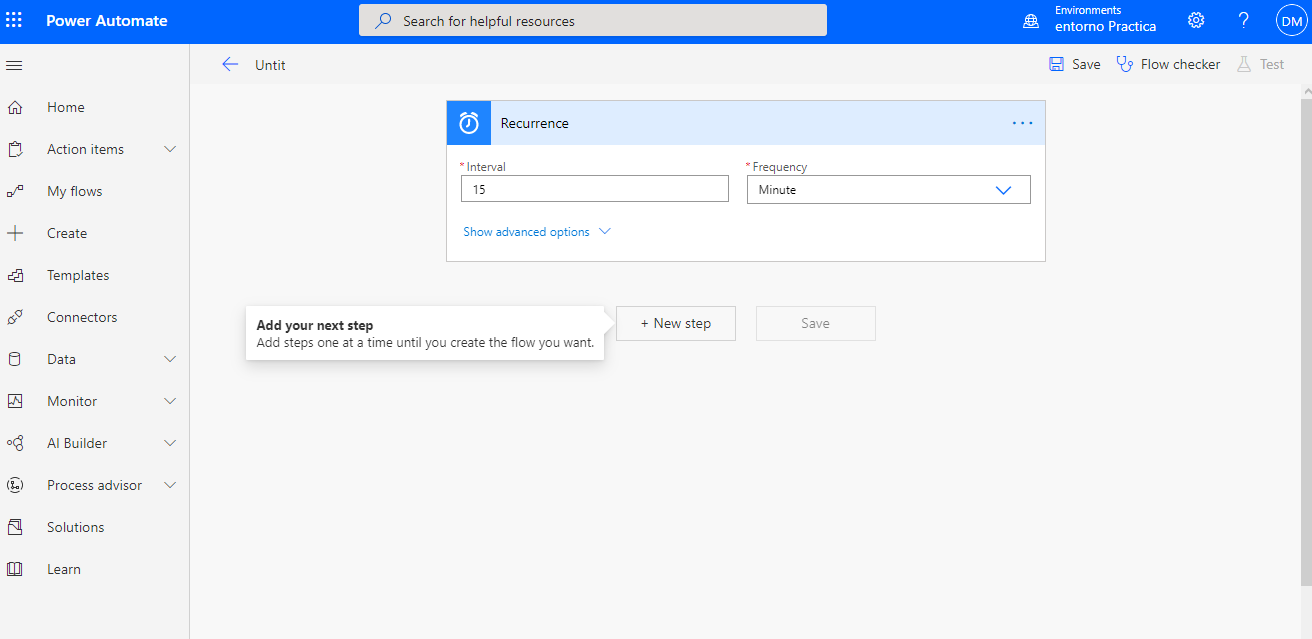 Power Automate
Search for helpful resources
Environments
entorno Practica
?
DM
Untit
Save
Flow checker
Test
Home
Action items
My flows
Create
Templates
Connectors
Data
Monitor
AI Builder
Process advisor
Solutions
Learn
Recurrence
...
* Interval
15
* Frequency
Minute
Show advanced options
Add your next step
Add steps one at a time until you create the flow you want.
+ New step
Save